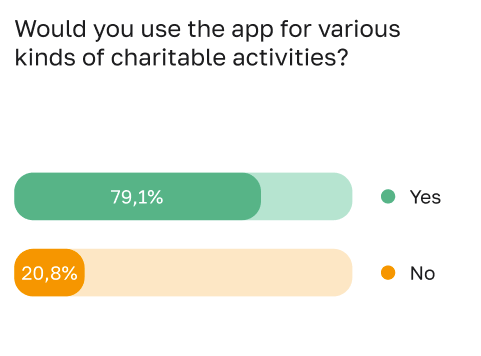 Would you use the app for various
kinds of charitable activities?
79,1%
Yes
20,8%
No